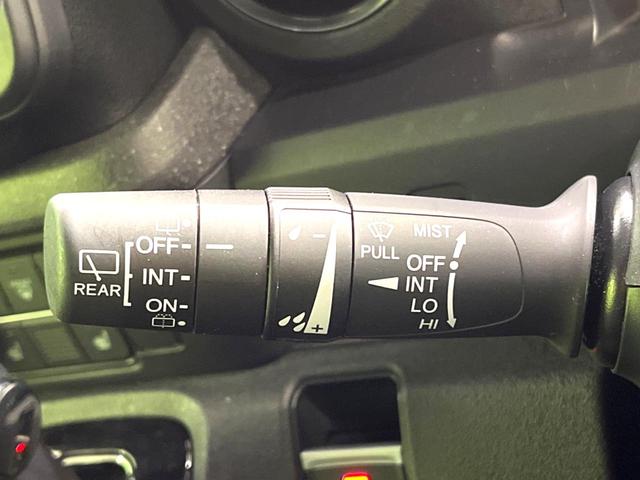 OFF
INT
ON
REAR
- +
PULL
MIST
OFF
INT
LO
HI